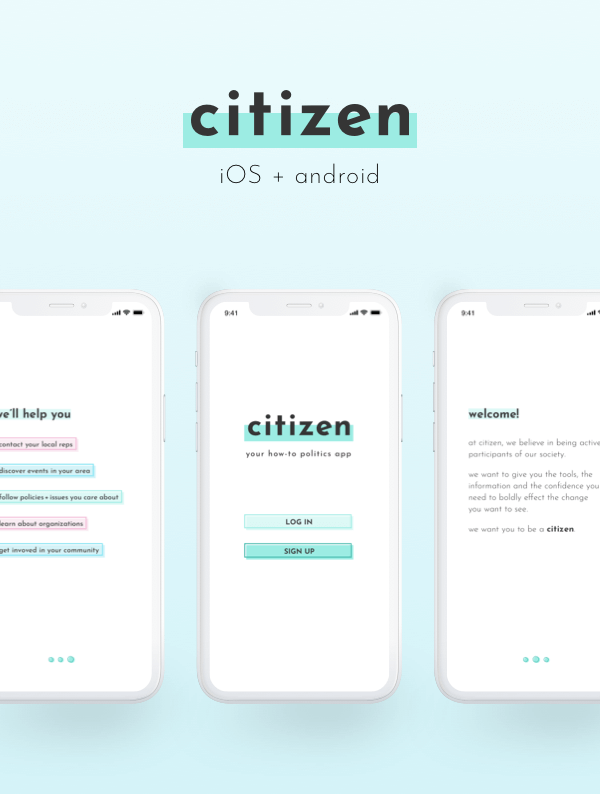 citizen
iOS + android
we'll help you
contact your local reps
discover events in your area
follow policies + issues you care about
learn about organizations
get invoved in your community
9:41
citizen
your how-to politics app
LOG IN
SIGN UP
9:41
welcome!
at citizen, we believe in being active
participants of our society.
we want to give you the tools, the
information and the confidence you
need to boldly effect the change
you want to see.
we want you to be a citizen